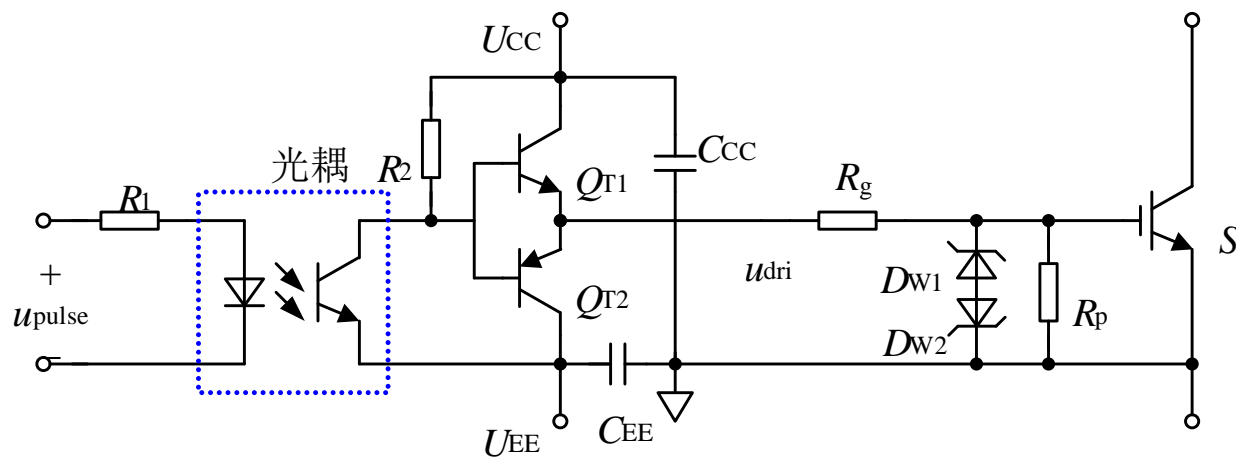 UCC
光耦
R2
CCC
QT1
Rg
R1
S
+
udri
DW1
upulse
QT2
Rp
−
DW2
UEE
CEE